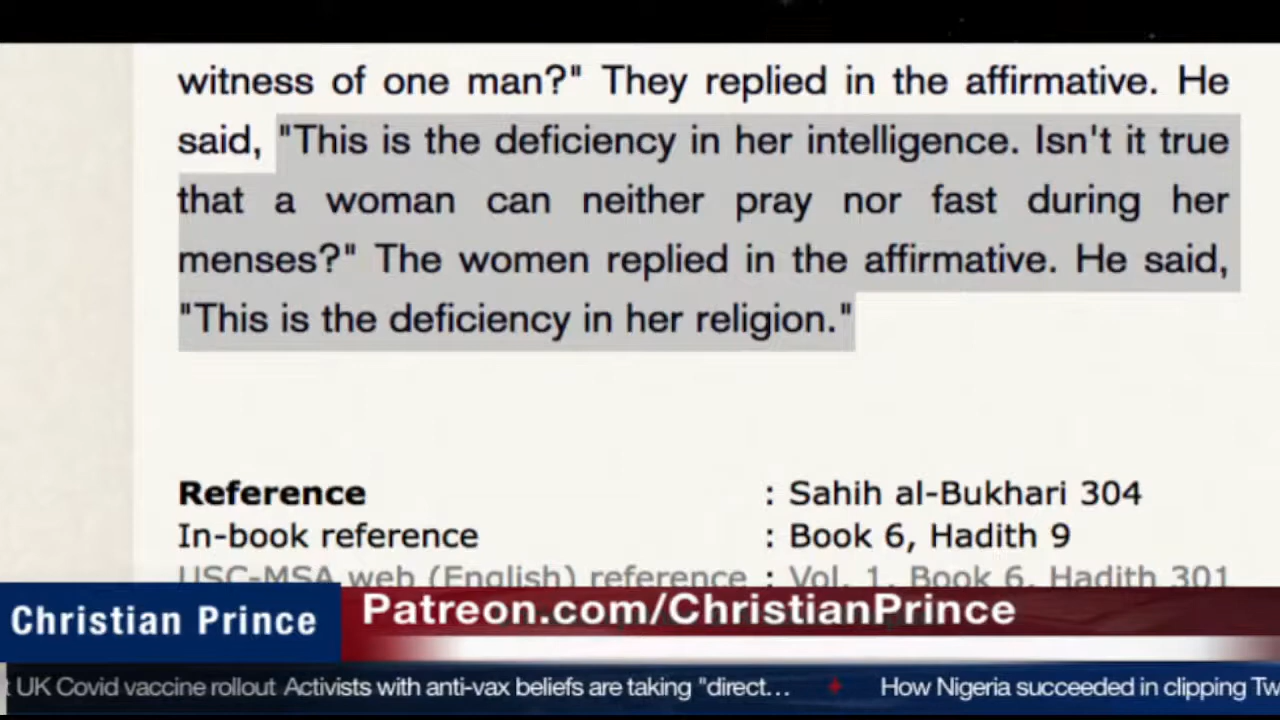 witness of one man?" They replied in the affirmative. He
said, "This is the deficiency in her intelligence. Isn't it true
that a woman can neither pray nor fast during her
menses?" The women replied in the affirmative. He said,
"This is the deficiency in her religion."
Reference : Sahih al-Bukhari 304
In-book reference : Book 6, Hadith 9
USC-MSA web (English) reference : Vol. 1, Book 6, Hadith 301
Christian Prince
Patreon.com/ChristianPrince
UK Covid vaccine rollout Activists with anti-vax beliefs are taking "direct... How Nigeria succeeded in clipping